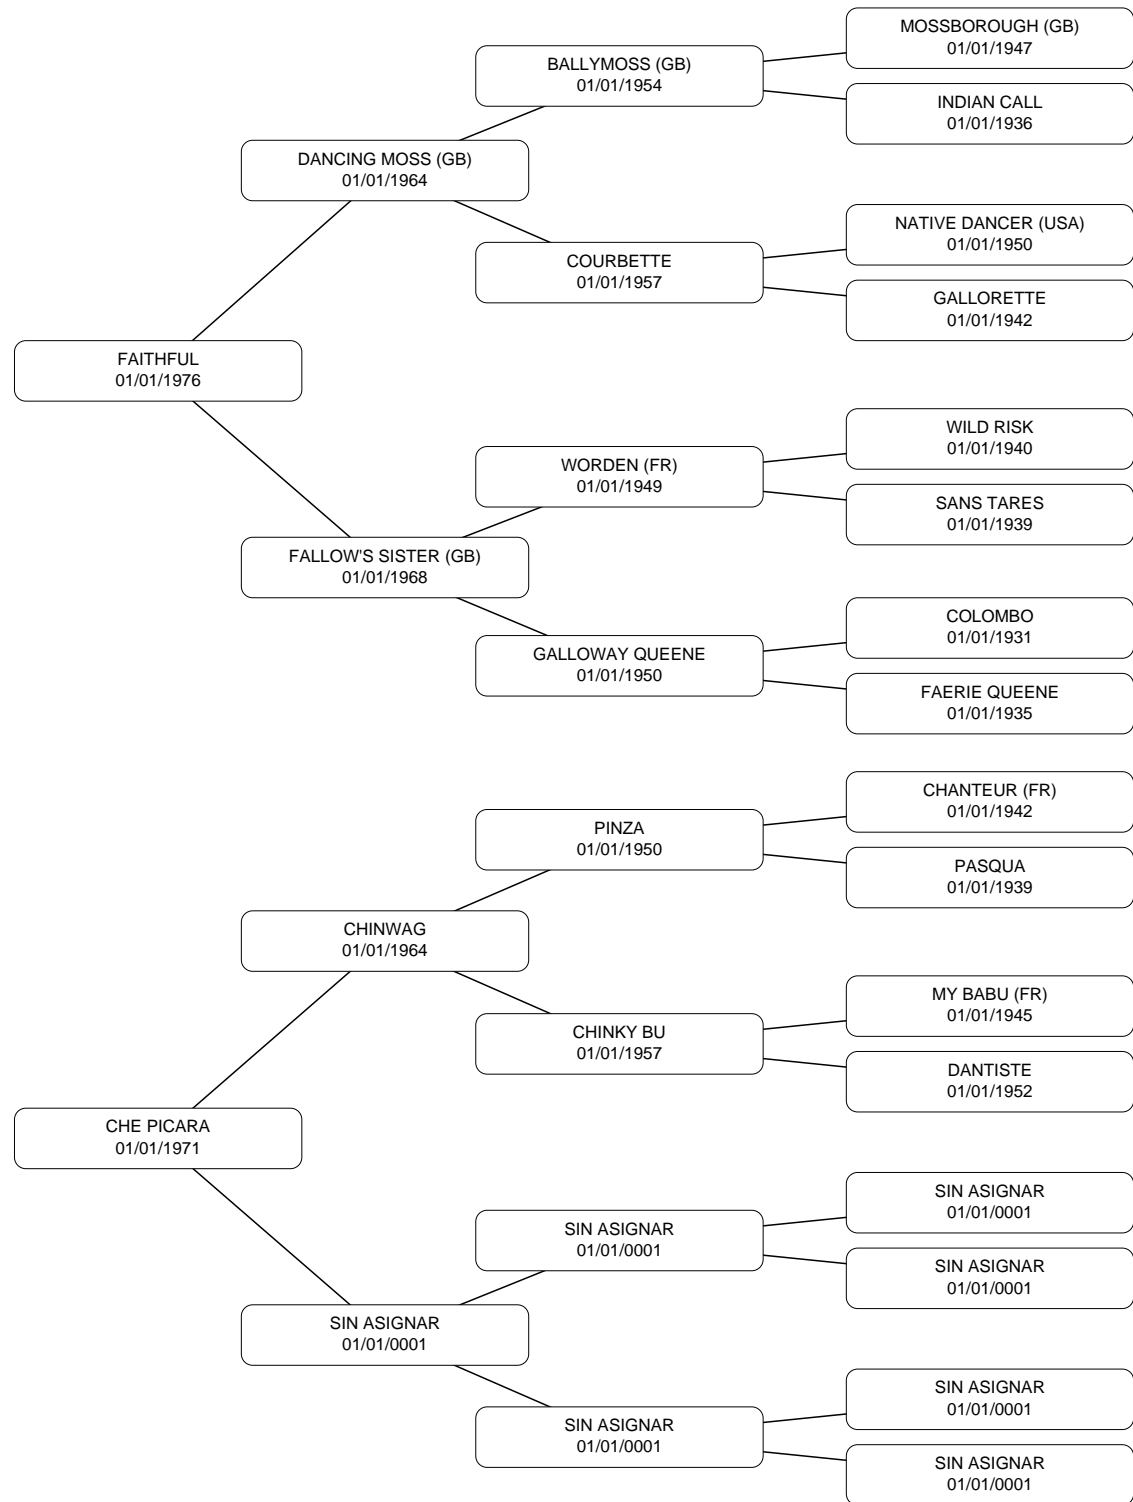 MOSSBOROUGH (GB)
01/01/1947
BALLYMOSS (GB)
01/01/1954
INDIAN CALL
01/01/1936
DANCING MOSS (GB)
01/01/1964
NATIVE DANCER (USA)
01/01/1950
COURBETTE
01/01/1957
GALLORETTE
01/01/1942
FAITHFUL
01/01/1976
WILD RISK
01/01/1940
WORDEN (FR)
01/01/1949
SANS TARES
01/01/1939
FALLOW'S SISTER (GB)
01/01/1968
COLOMBO
01/01/1931
GALLOWAY QUEENE
01/01/1950
FAERIE QUEENE
01/01/1935
CHANTEUR (FR)
01/01/1942
PINZA
01/01/1950
PASQUA
01/01/1939
CHINWAG
01/01/1964
MY BABU (FR)
01/01/1945
CHINKY BU
01/01/1957
DANTISTE
01/01/1952
CHE PICARA
01/01/1971
SIN ASIGNAR
01/01/0001
SIN ASIGNAR
01/01/0001
SIN ASIGNAR
01/01/0001
SIN ASIGNAR
01/01/0001
SIN ASIGNAR
01/01/0001
SIN ASIGNAR
01/01/0001
SIN ASIGNAR
01/01/0001